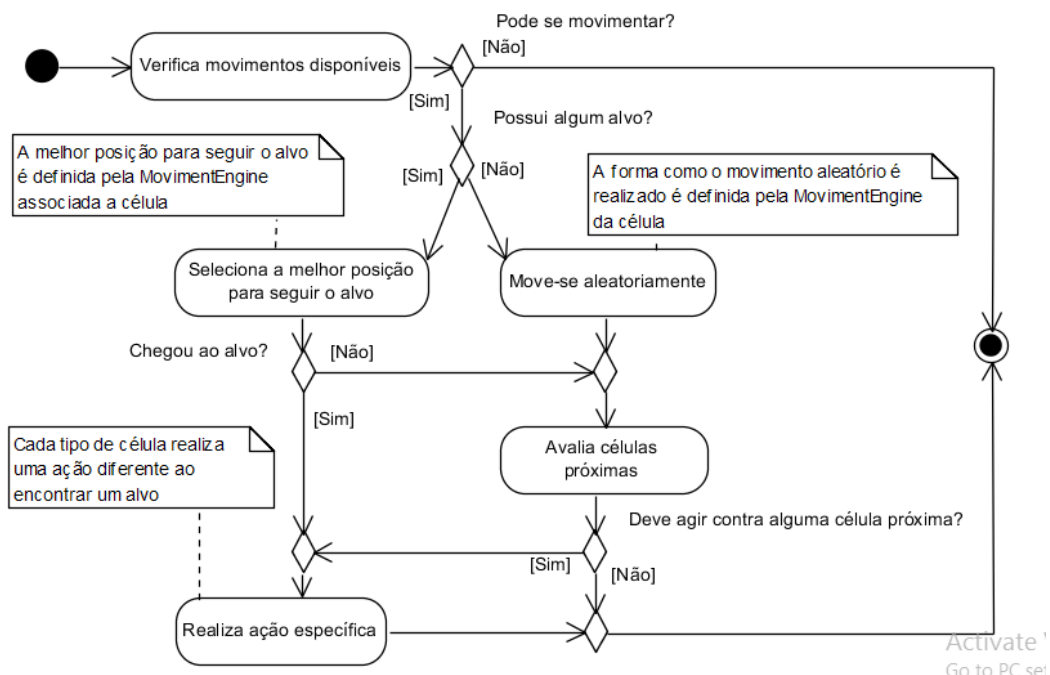 Pode se movimentar?
[Não]
Verifica movimentos disponíveis
[Sim]
Possui algum alvo?
A melhor posição para seguir o alvo
é definida pela MovimentEngine
associada a célula
[Sim]
[Não]
A forma como o movimento aleatório é
realizado é definida pela MovimentEngine
da célula
Seleciona a melhor posição
para seguir o alvo
Move-se aleatoriamente
Chegou ao alvo?
[Não]
[Sim]
Cada tipo de célula realiza
uma ação diferente ao
encontrar um alvo
Avalia células
próximas
Deve agir contra alguma célula próxima?
[Sim]
[Não]
Realiza ação específica
Activate
Go to PC